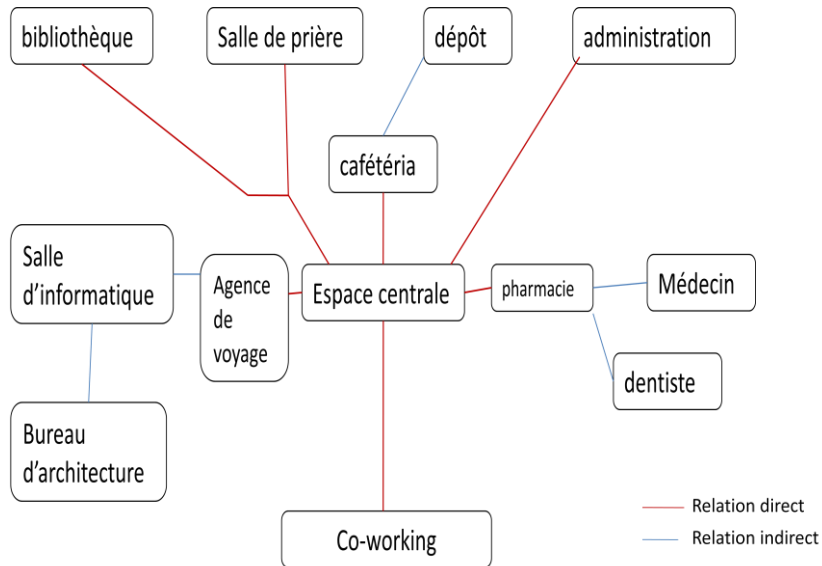 bibliothèque
Salle de prière
dépôt
administration
cafétéria
Salle
d’informatique
Agence
de
voyage
Espace centrale
pharmacie
Médecin
dentiste
Bureau
d’architecture
Co-working
Relation direct
Relation indirect